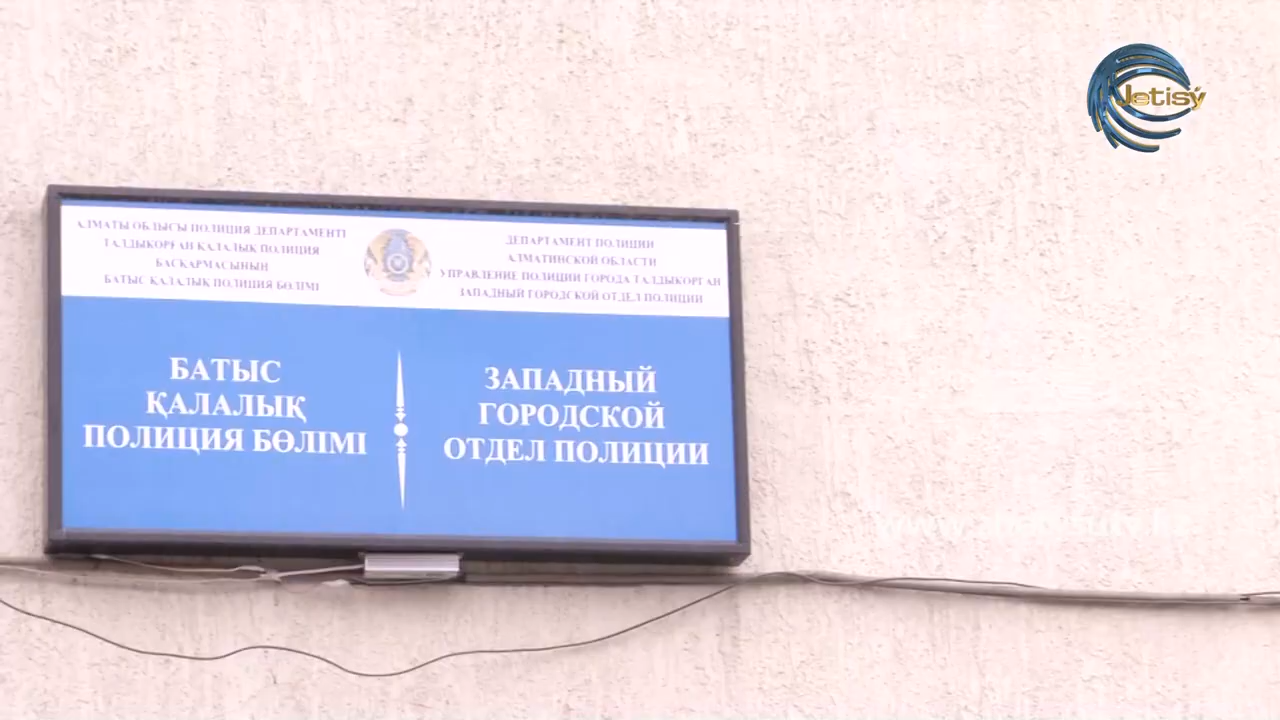 Jetisý
АЛМАТЫ ОБЛЫСЫ ПОЛИЦИЯ ДЕПАРТАМЕНТІ
ТАЛДЫҚОРҒАН ҚАЛАЛЫҚ ПОЛИЦИЯ
БАСҚАРМАСЫНЫҢ
БАТЫС ҚАЛАЛЫҚ ПОЛИЦИЯ БӨЛІМІ
ДЕПАРТАМЕНТ ПОЛИЦИИ
АЛМАТИНСКОЙ ОБЛАСТИ
УПРАВЛЕНИЕ ПОЛИЦИИ ГОРОДА ТАЛДЫКОРГАН
ЗАПАДНЫЙ ГОРОДСКОЙ ОТДЕЛ ПОЛИЦИИ
БАТЫС
ҚАЛАЛЫҚ
ПОЛИЦИЯ БӨЛІМІ
ЗАПАДНЫЙ
ГОРОДСКОЙ
ОТДЕЛ ПОЛИЦИИ